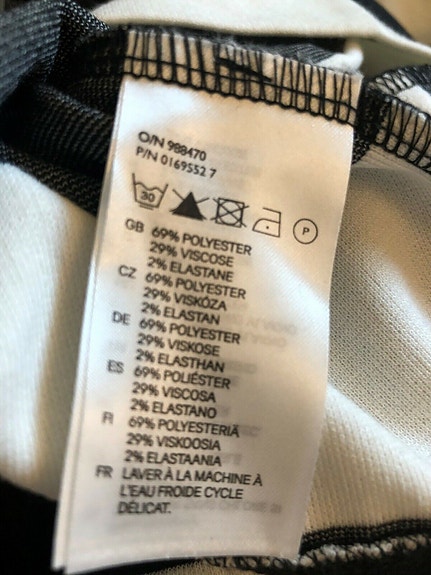 O/N 988470
P/N 0169552 7
30
P
GB 69% POLYESTER
29% VISCOSE
2% ELASTANE
CZ 69% POLYESTER
29% VISKÓZA
2% ELASTAN
DE 69% POLYESTER
29% VISKOSE
2% ELASTHAN
ES 69% POLIÉSTER
29% VISCOSA
2% ELASTANO
FI 69% POLYESTERIÄ
29% VISKOOSIA
2% ELASTAANIA
FR LAVER À LA MACHINE À
L'EAU FROIDE CYCLE
DÉLICAT.